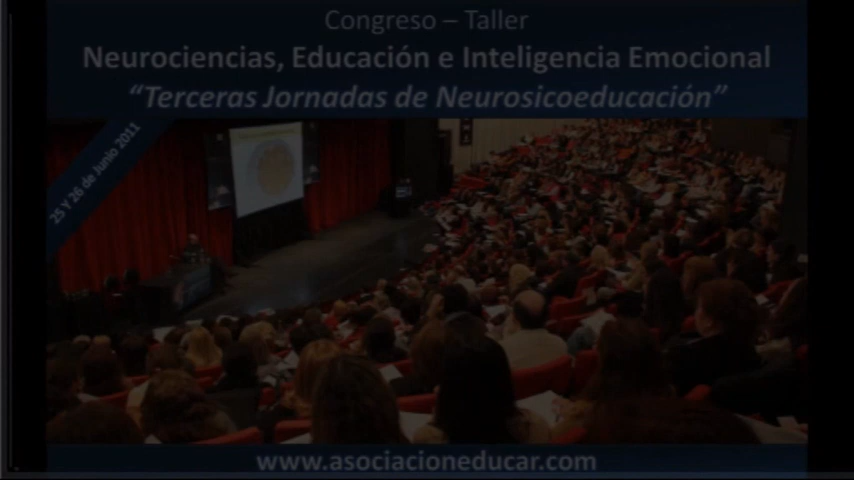 Congreso – Taller
Neurociencias, Educación e Inteligencia Emocional
“Terceras Jornadas de Neurosicoeducación”
25 Y 26 de Junio 2011
www.asociacioneducar.com